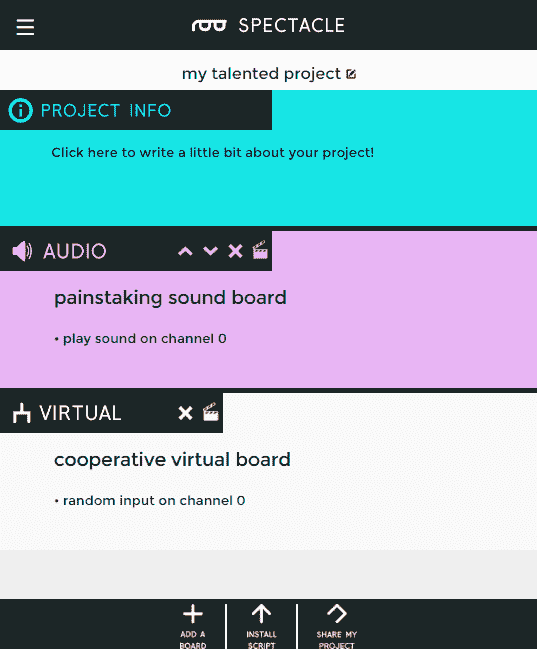 SPECTACLE
my talented project
PROJECT INFO
Click here to write a little bit about your project!
AUDIO
painstaking sound board
• play sound on channel 0
VIRTUAL
cooperative virtual board
• random input on channel 0
ADD A
BOARD
INSTALL
SCRIPT
SHARE MY
PROJECT